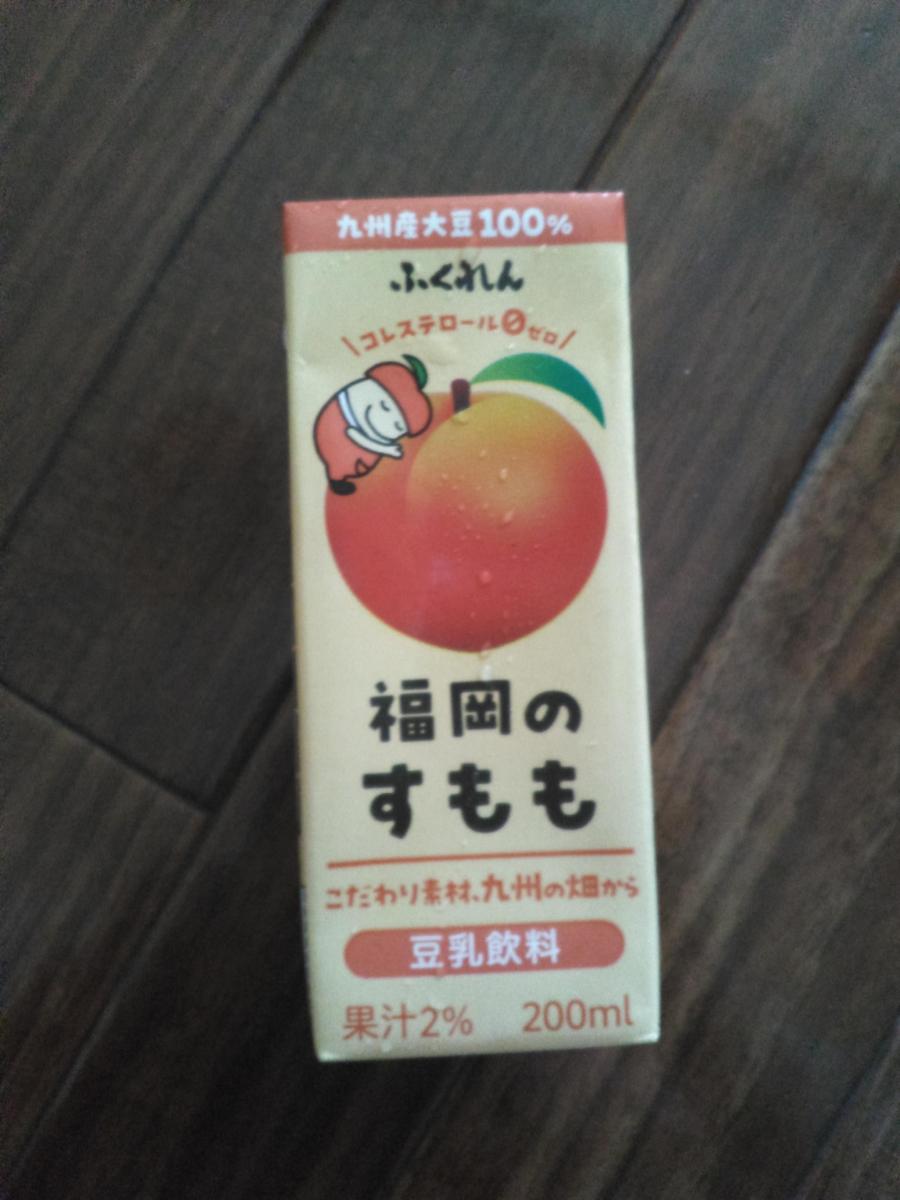 九州産大豆100%
ふくれん
\コレステロール0ゼロ/
福岡の
すもも
こだわり素材、九州の畑から
豆乳飲料
果汁2% 200ml